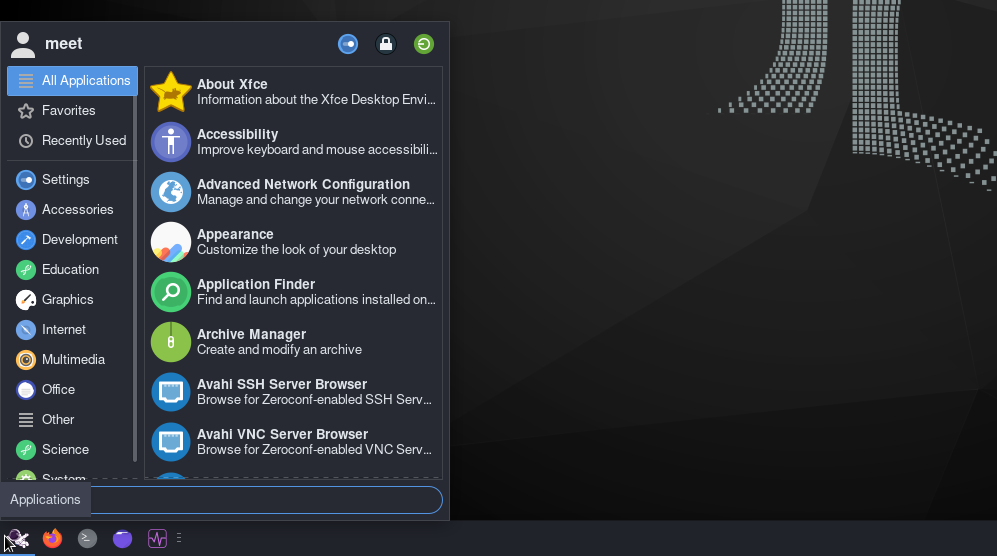 meet
All Applications
Favorites
Recently Used
Settings
Accessories
Development
Education
Graphics
Internet
Multimedia
Office
Other
Science
System
About Xfce
Information about the Xfce Desktop Envi...
Accessibility
Improve keyboard and mouse accessibili...
Advanced Network Configuration
Manage and change your network conne...
Appearance
Customize the look of your desktop
Application Finder
Find and launch applications installed on...
Archive Manager
Create and modify an archive
Avahi SSH Server Browser
Browse for Zeroconf-enabled SSH Serv...
Avahi VNC Server Browser
Browse for Zeroconf-enabled VNC Serv...
Applications